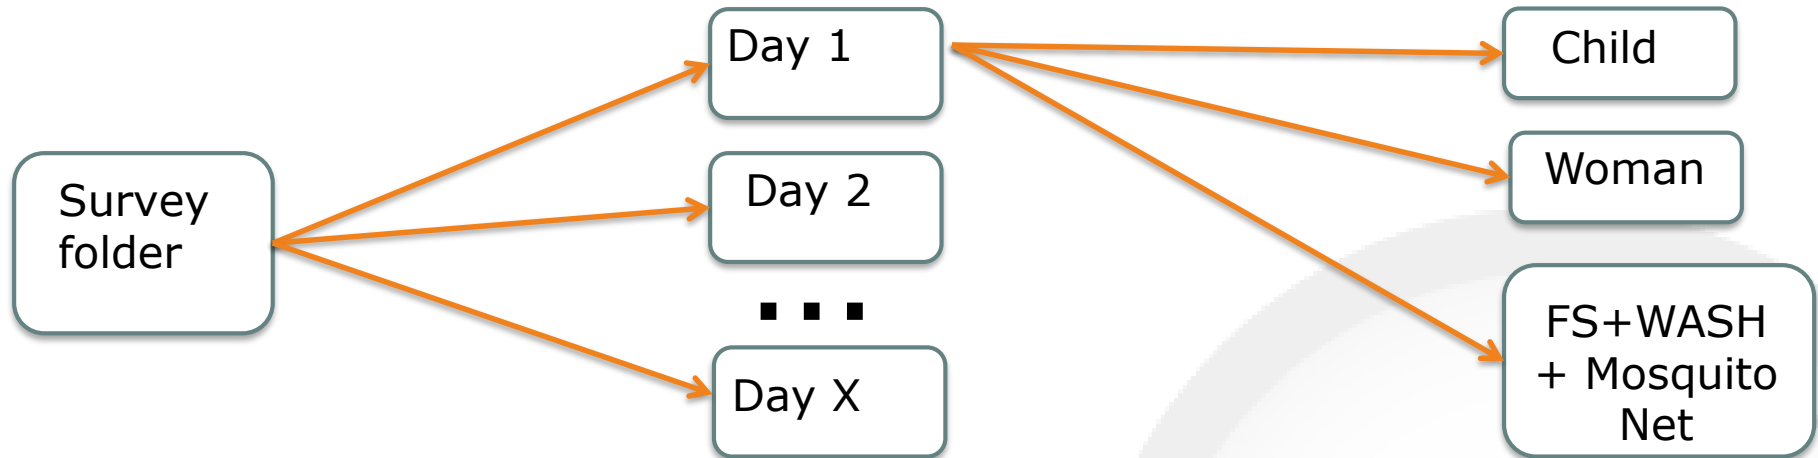 Survey
folder
Day 1
Day 2
...
Day X
Child
Woman
FS+WASH
+ Mosquito
Net